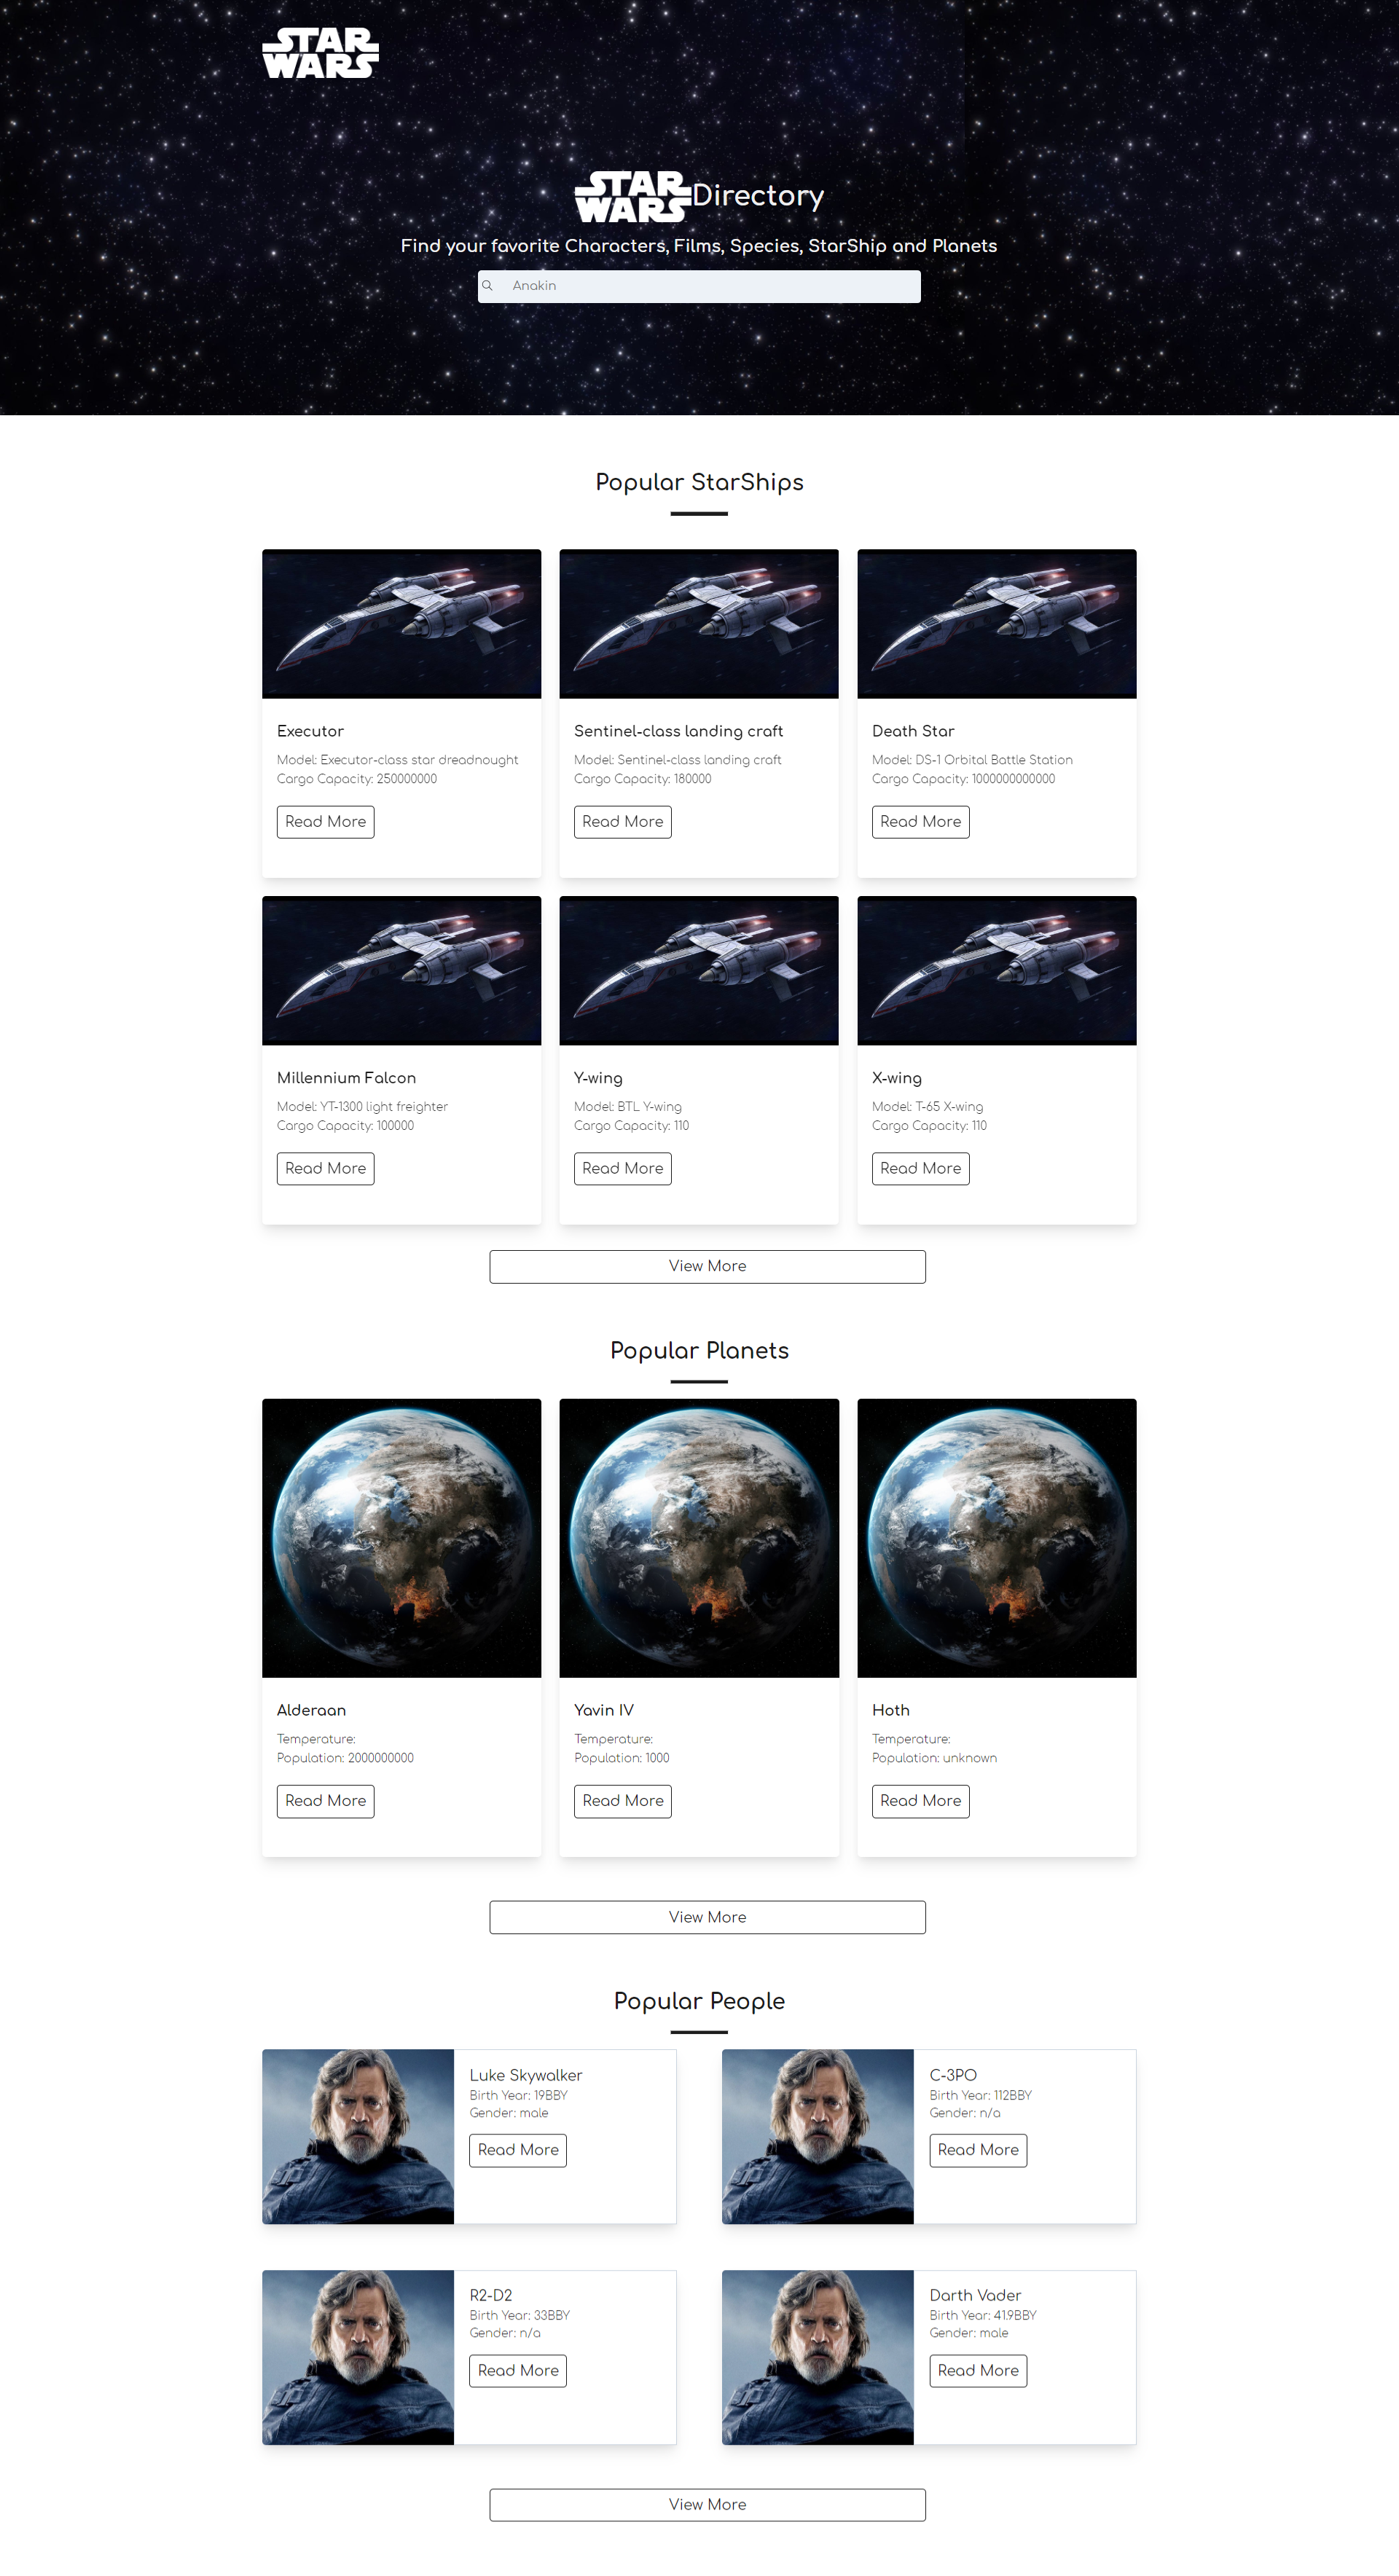 STAR
WARS
STAR
WARS Directory
Find your favorite Characters, Films, Species, StarShip and Planets
Anakin
Popular StarShips
Executor
Model: Executor-class star dreadnought
Cargo Capacity: 250000000
Read More
Sentinel-class landing craft
Model: Sentinel-class landing craft
Cargo Capacity: 180000
Read More
Death Star
Model: DS-1 Orbital Battle Station
Cargo Capacity: 1000000000000
Read More
Millennium Falcon
Model: YT-1300 light freighter
Cargo Capacity: 100000
Read More
Y-wing
Model: BTL Y-wing
Cargo Capacity: 110
Read More
X-wing
Model: T-65 X-wing
Cargo Capacity: 110
Read More
View More
Popular Planets
Alderaan
Temperature:
Population: 2000000000
Read More
Yavin IV
Temperature:
Population: 1000
Read More
Hoth
Temperature:
Population: unknown
Read More
View More
Popular People
Luke Skywalker
Birth Year: 19BBY
Gender: male
Read More
C-3PO
Birth Year: 112BBY
Gender: n/a
Read More
R2-D2
Birth Year: 33BBY
Gender: n/a
Read More
Darth Vader
Birth Year: 41.9BBY
Gender: male
Read More
View More